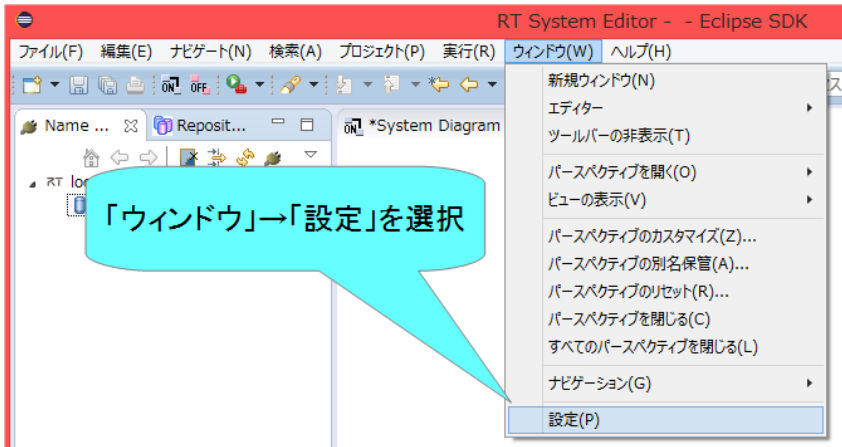 RT System Editor - - Eclipse SDK
ファイル(F) 編集(E) ナビゲート(N) 検索(A) プロジェクト(P) 実行(R) ウィンドウ(W) ヘルプ(H)
ON OFF
Name ... Reposit... ON *System Diagram
RT
「ウィンドウ」→「設定」を選択
新規ウィンドウ(N)
エディター
ツールバーの非表示(T)
パースペクティブを開く(O)
ビューの表示(V)
パースペクティブのカスタマイズ(Z)...
パースペクティブの別名保管(A)...
パースペクティブのリセット(R)...
パースペクティブを閉じる(C)
すべてのパースペクティブを閉じる(L)
ナビゲーション(G)
設定(P)